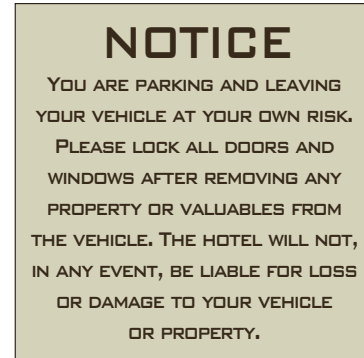 NOTICE
YOU ARE PARKING AND LEAVING
YOUR VEHICLE AT YOUR OWN RISK.
PLEASE LOCK ALL DOORS AND
WINDOWS AFTER REMOVING ANY
PROPERTY OR VALUABLES FROM
THE VEHICLE. THE HOTEL WILL NOT,
IN ANY EVENT, BE LIABLE FOR LOSS
OR DAMAGE TO YOUR VEHICLE
OR PROPERTY.